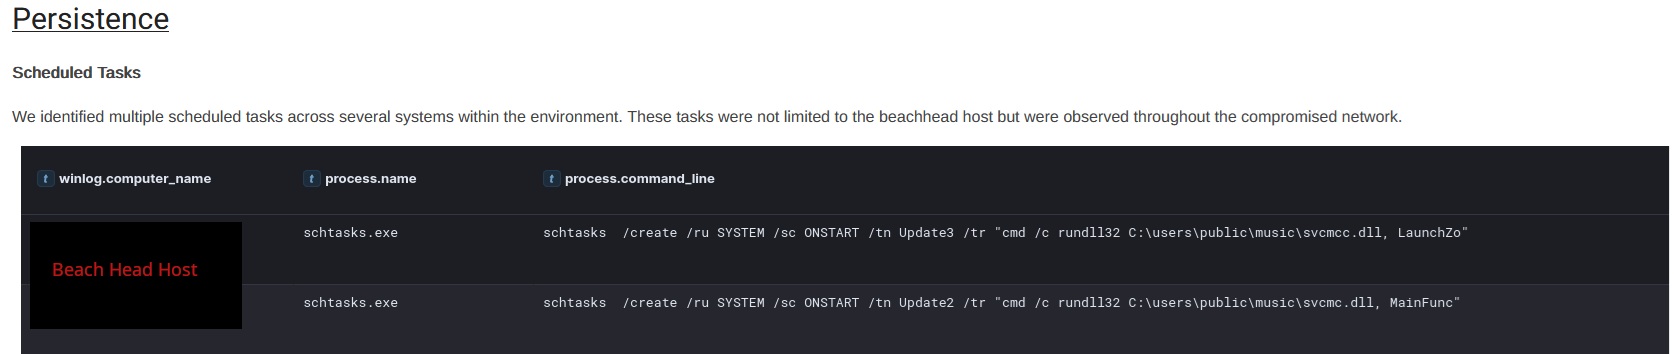 Persistence
Scheduled Tasks
We identified multiple scheduled tasks across several systems within the environment. These tasks were not limited to the beachhead host but were observed throughout the compromised network.
t winlog.computer_name t process.name t process.command_line
schtasks.exe schtasks  /create /ru SYSTEM /sc ONSTART /tn Update3 /tr "cmd /c rundll32 C:\users\public\music\svcmcc.dll, LaunchZo"
Beach Head Host
schtasks.exe schtasks  /create /ru SYSTEM /sc ONSTART /tn Update2 /tr "cmd /c rundll32 C:\users\public\music\svcmc.dll, MainFunc"